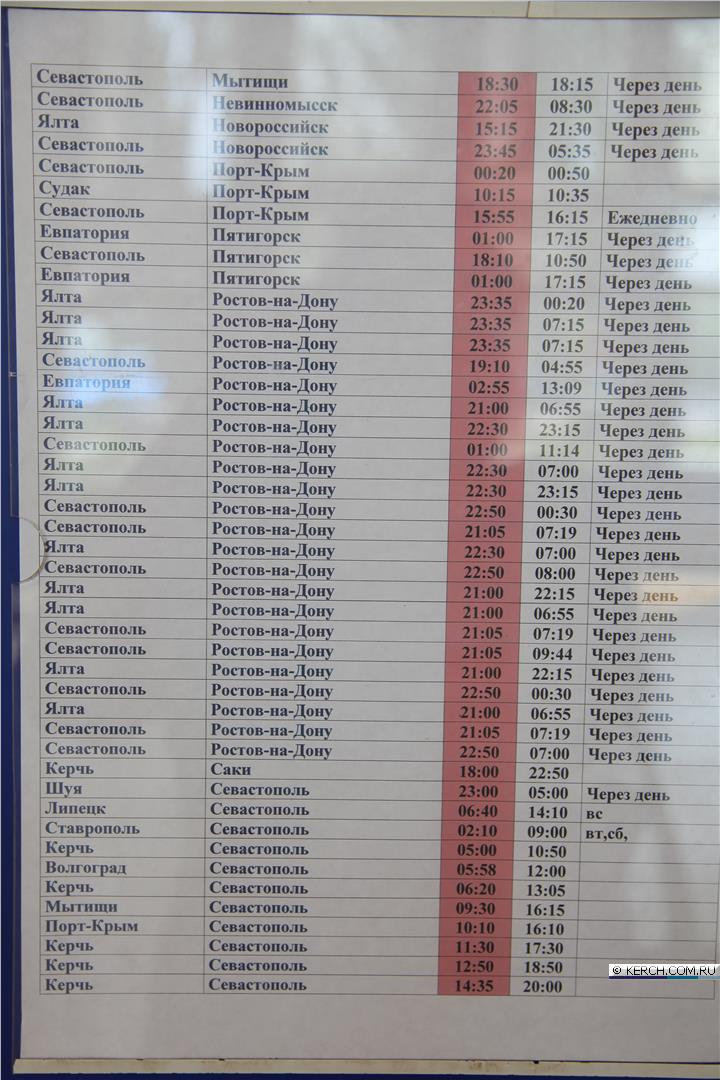 Севастополь Мытищи 18:30 18:15 Через день
Севастополь Невинномысск 22:05 08:30 Через день
Ялта Новороссийск 15:15 21:30 Через день
Севастополь Новороссийск 23:45 05:35 Через день
Севастополь Порт-Крым 00:20 00:50
Судак Порт-Крым 10:15 10:35
Севастополь Порт-Крым 15:55 16:15 Ежедневно
Евпатория Пятигорск 01:00 17:15 Через день
Севастополь Пятигорск 18:10 10:50 Через день
Евпатория Пятигорск 01:00 17:15 Через день
Ялта Ростов-на-Дону 23:35 00:20 Через день
Ялта Ростов-на-Дону 23:35 07:15 Через день
Ялта Ростов-на-Дону 23:35 07:15 Через день
Севастополь Ростов-на-Дону 19:10 04:55 Через день
Евпатория Ростов-на-Дону 02:55 13:09 Через день
Ялта Ростов-на-Дону 21:00 06:55 Через день
Ялта Ростов-на-Дону 22:30 23:15 Через день
Севастополь Ростов-на-Дону 01:00 11:14 Через день
Ялта Ростов-на-Дону 22:30 07:00 Через день
Ялта Ростов-на-Дону 22:30 23:15 Через день
Севастополь Ростов-на-Дону 22:50 00:30 Через день
Севастополь Ростов-на-Дону 21:05 07:19 Через день
Ялта Ростов-на-Дону 22:30 07:00 Через день
Севастополь Ростов-на-Дону 22:50 08:00 Через день
Ялта Ростов-на-Дону 21:00 22:15 Через день
Ялта Ростов-на-Дону 21:00 06:55 Через день
Севастополь Ростов-на-Дону 21:05 07:19 Через день
Севастополь Ростов-на-Дону 21:05 09:44 Через день
Ялта Ростов-на-Дону 21:00 22:15 Через день
Севастополь Ростов-на-Дону 22:50 00:30 Через день
Ялта Ростов-на-Дону 21:00 06:55 Через день
Севастополь Ростов-на-Дону 21:05 07:19 Через день
Севастополь Ростов-на-Дону 22:50 07:00 Через день
Керчь Саки 18:00 22:50
Шуя Севастополь 23:00 05:00 Через день
Липецк Севастополь 06:40 14:10 вс
Ставрополь Севастополь 02:10 09:00 вт,сб,
Керчь Севастополь 05:00 10:50
Волгоград Севастополь 05:58 12:00
Керчь Севастополь 06:20 13:05
Мытищи Севастополь 09:30 16:15
Порт-Крым Севастополь 10:10 16:10
Керчь Севастополь 11:30 17:30
Керчь Севастополь 12:50 18:50
Керчь Севастополь 14:35 20:00
© KERCH.COM.RU